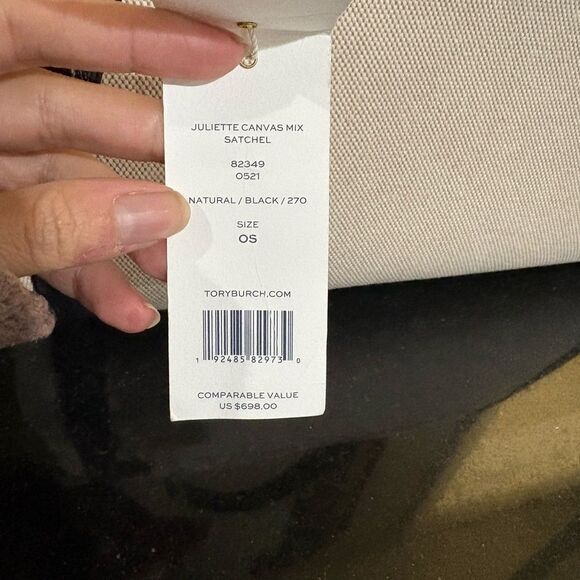 JULIETTE CANVAS MIX
SATCHEL
82349
0521
NATURAL / BLACK / 270
SIZE
OS
TORYBURCH.COM
1 92485 82973 0
COMPARABLE VALUE
US $698.00